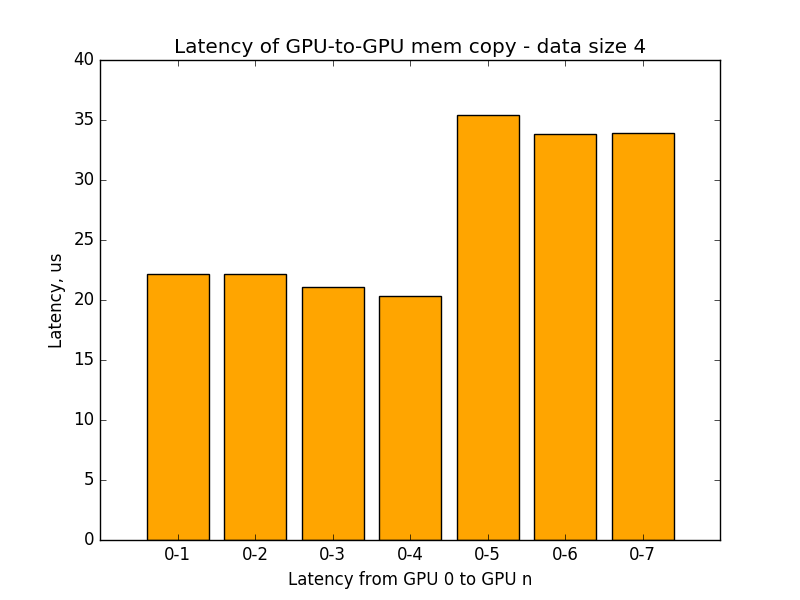 Latency of GPU-to-GPU mem copy - data size 4
40
35
30
25
20
15
10
5
0
Latency, us
0-1 0-2 0-3 0-4 0-5 0-6 0-7
Latency from GPU 0 to GPU n